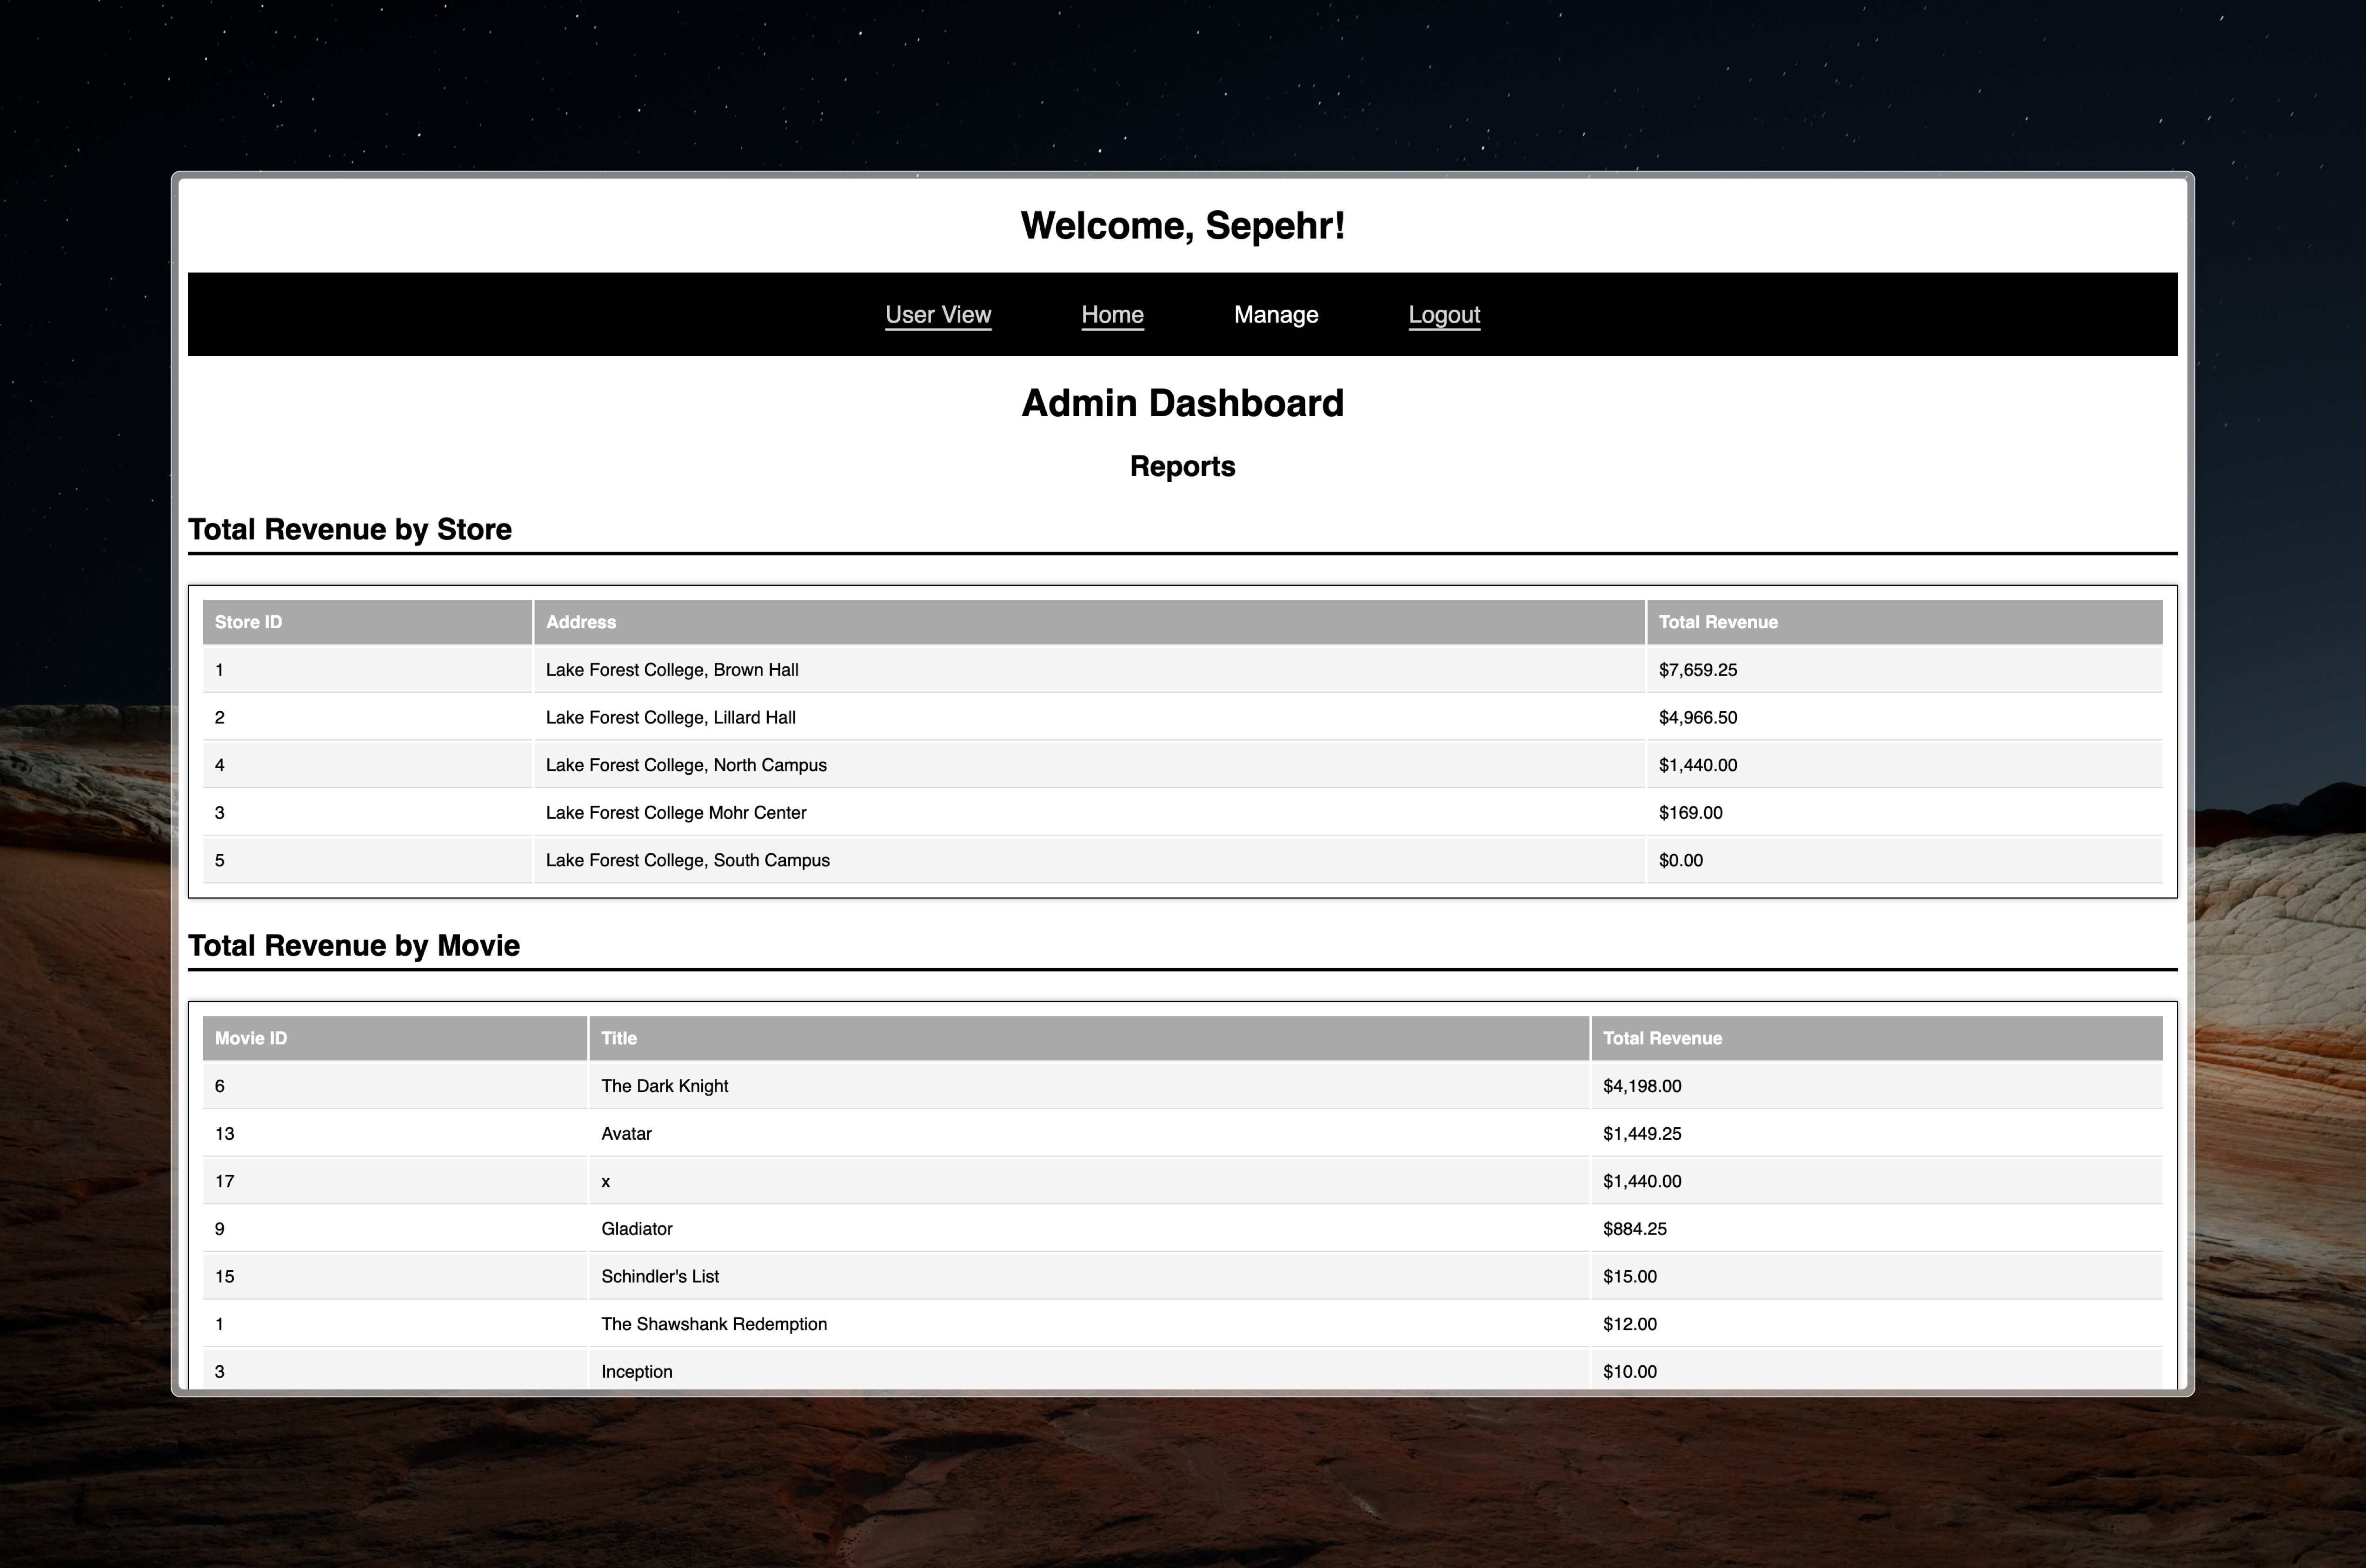 Welcome, Sepehr!
User View Home Manage Logout
Admin Dashboard
Reports
Total Revenue by Store
Store ID Address Total Revenue
1 Lake Forest College, Brown Hall $7,659.25
2 Lake Forest College, Lillard Hall $4,966.50
4 Lake Forest College, North Campus $1,440.00
3 Lake Forest College Mohr Center $169.00
5 Lake Forest College, South Campus $0.00
Total Revenue by Movie
Movie ID Title Total Revenue
6 The Dark Knight $4,198.00
13 Avatar $1,449.25
17 x $1,440.00
9 Gladiator $884.25
15 Schindler's List $15.00
1 The Shawshank Redemption $12.00
3 Inception $10.00